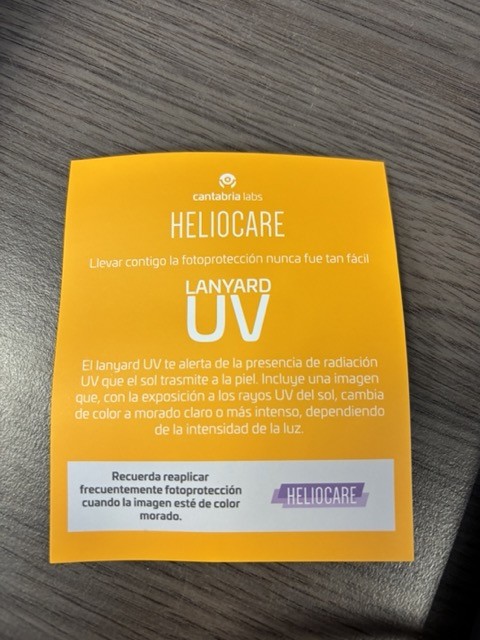 cantabria labs
HELIOCARE
Llevar contigo la fotoprotección nunca fue tan fácil
LANYARD
UV
El lanyard UV te alerta de la presencia de radiación
UV que el sol trasmite a la piel. Incluye una imagen
que, con la exposición a los rayos UV del sol, cambia
de color a morado claro o más intenso, dependiendo
de la intensidad de la luz.
Recuerda reaplicar
frecuentemente fotoprotección
cuando la imagen esté de color
morado.
HELIOCARE